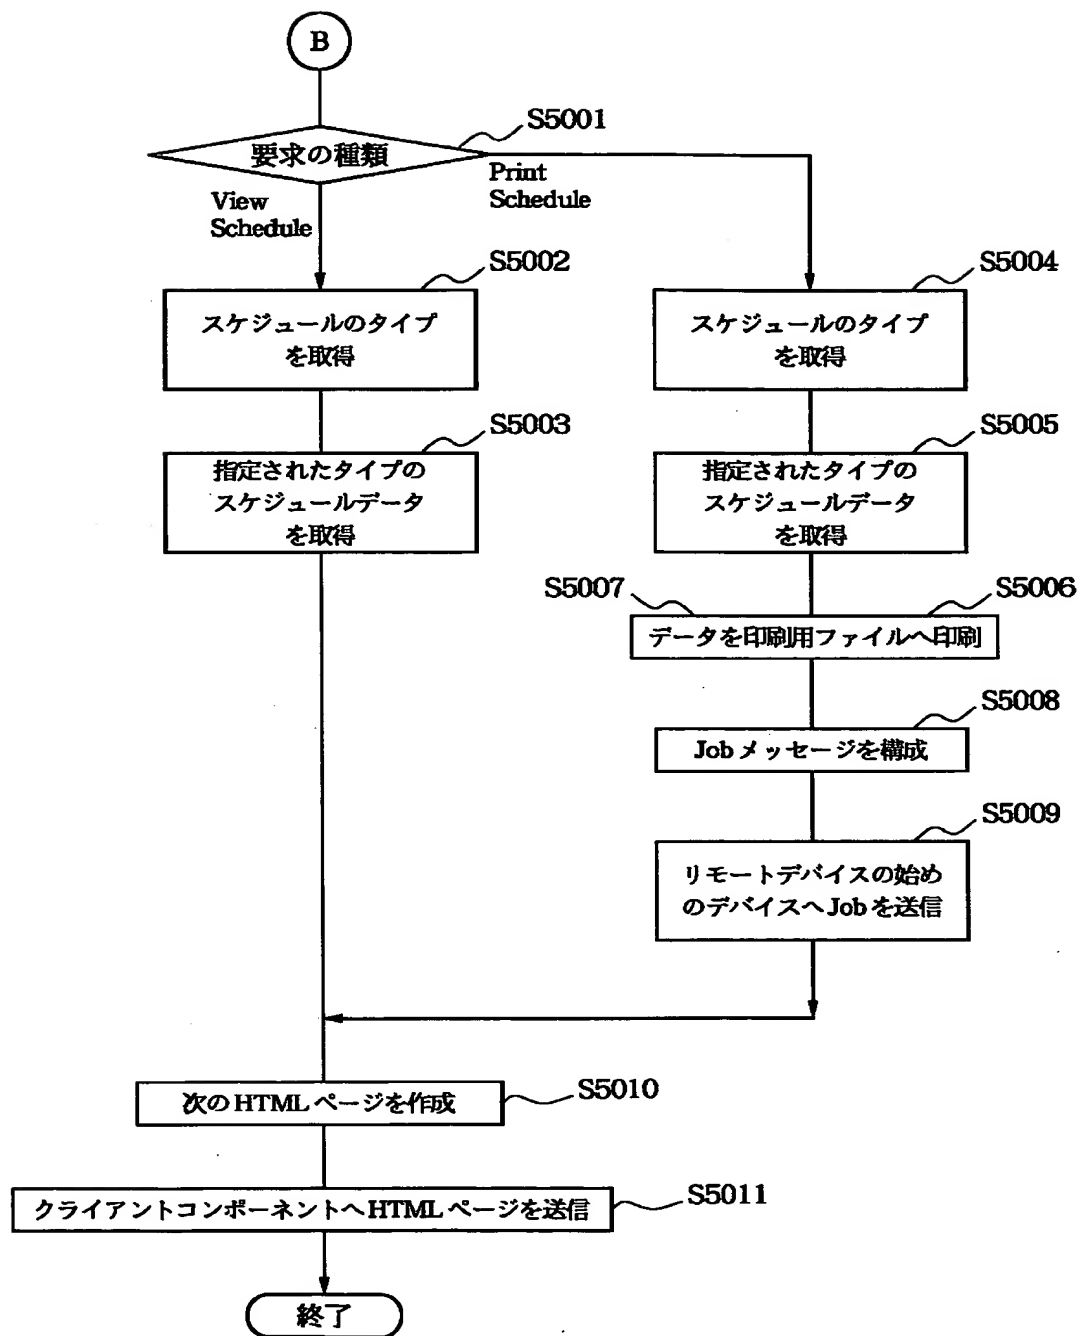 B
S5001
要求の種類
View
Schedule
Print
Schedule
S5002
スケジュールのタイプ
を取得
S5004
スケジュールのタイプ
を取得
S5003
指定されたタイプの
スケジュールデータ
を取得
S5005
指定されたタイプの
スケジュールデータ
を取得
S5007
S5006
データを印刷用ファイルへ印刷
S5008
Jobメッセージを構成
S5009
リモートデバイスの始め
のデバイスへJobを送信
次のHTMLページを作成
S5010
クライアントコンポーネントへHTMLページを送信
S5011
終了